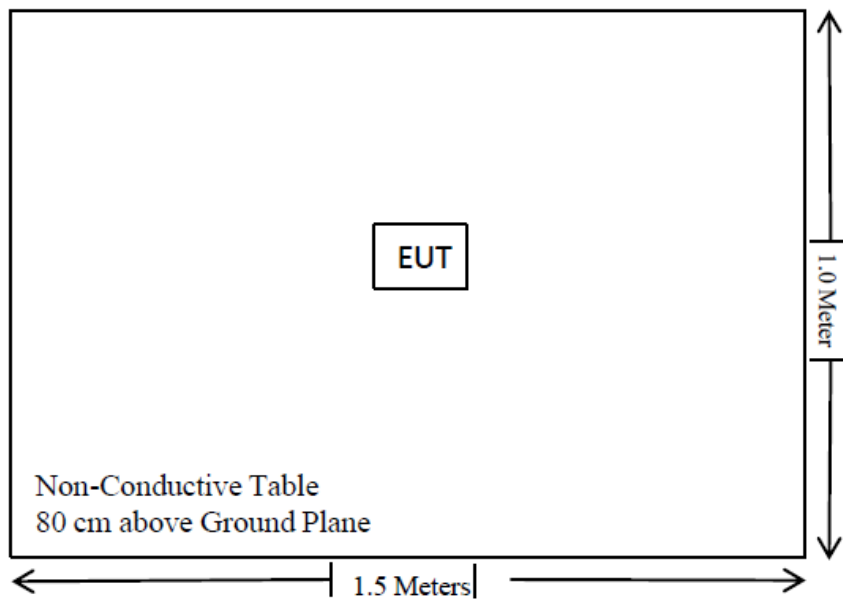 EUT
1.0 Meter
Non-Conductive Table
80 cm above Ground Plane
1.5 Meters